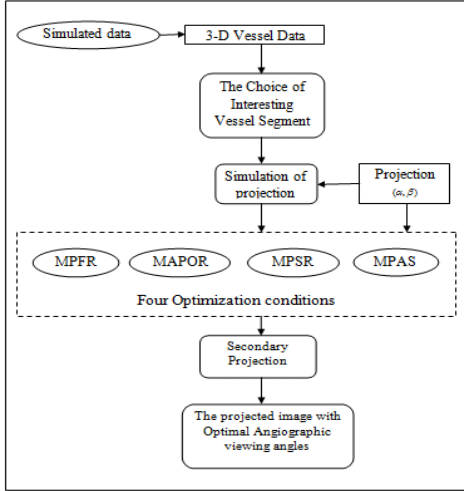 Simulated data
3-D Vessel Data
The Choice of
Interesting
Vessel Segment
Simulation of
projection
Projection
(α,β)
MPFR
MAPOR
MPSR
MPAS
Four Optimization conditions
Secondary
Projection
The projected image with
Optimal Angiographic
viewing angles